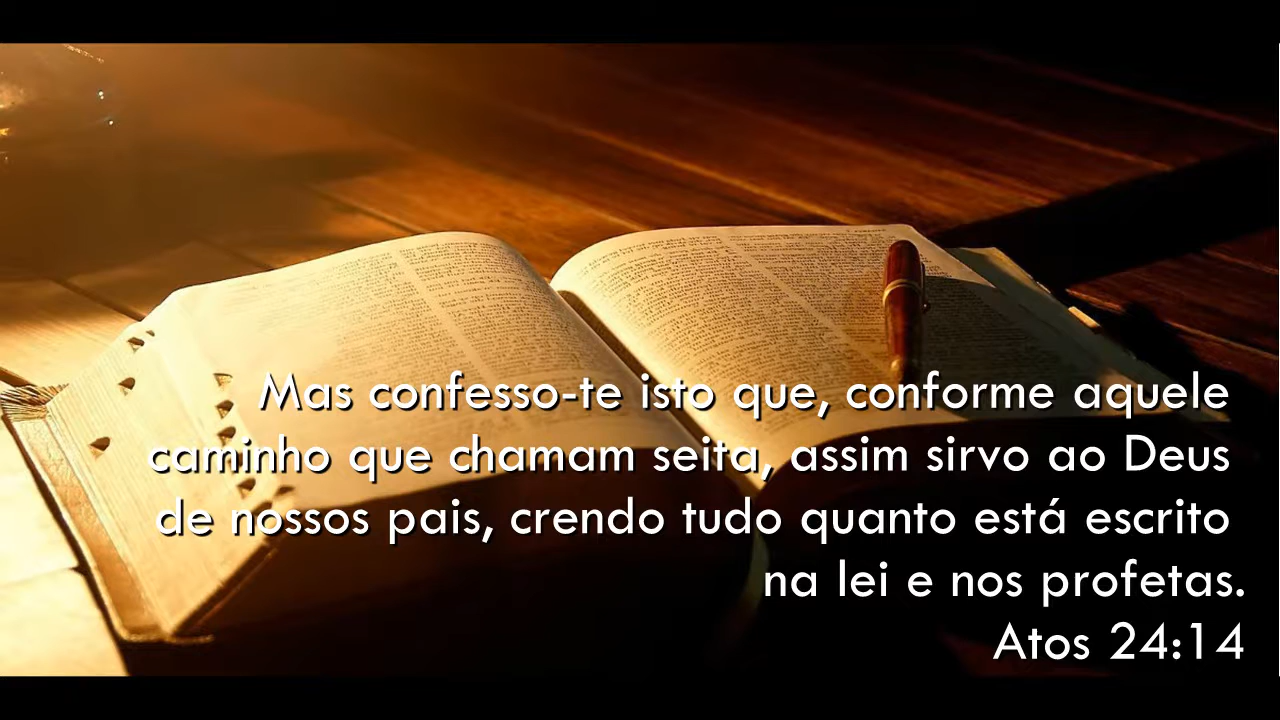 Mas confesso-te isto que, conforme aquele
caminho que chamam seita, assim sirvo ao Deus
de nossos pais, crendo tudo quanto está escrito
na lei e nos profetas.
Atos 24:14